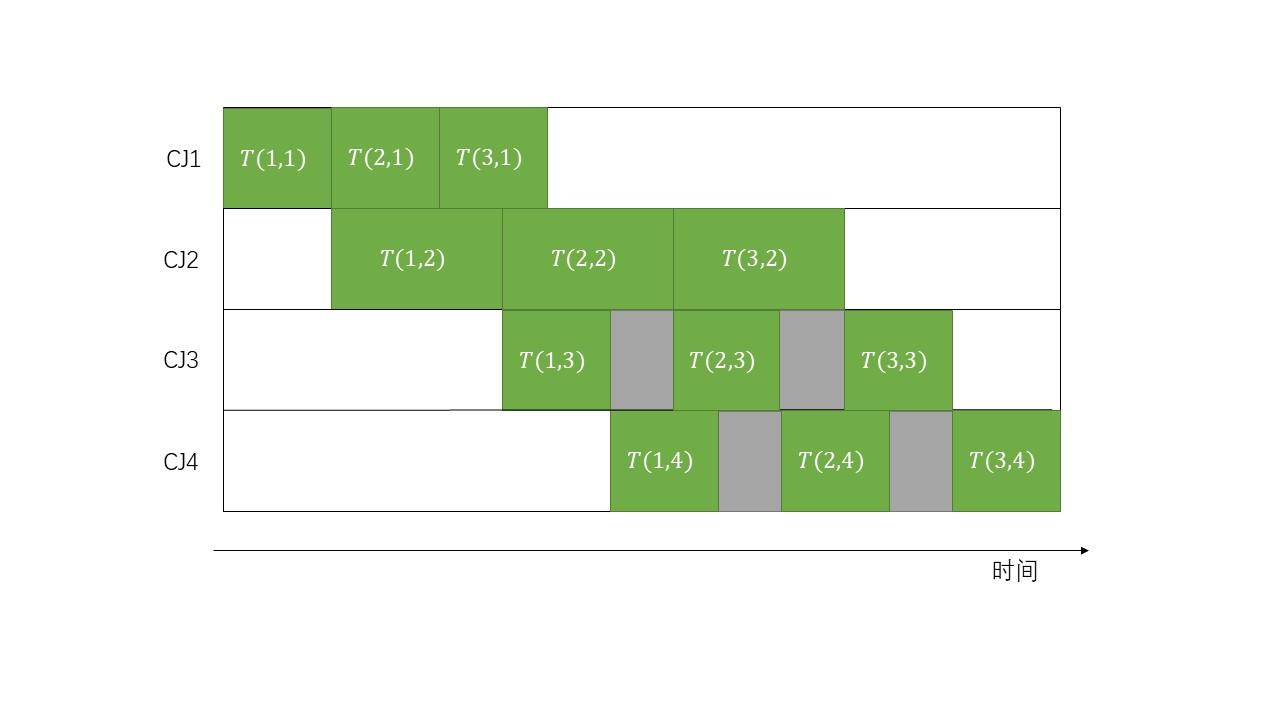 CJ1 T(1,1) T(2,1) T(3,1)
CJ2 T(1,2) T(2,2) T(3,2)
CJ3 T(1,3) T(2,3) T(3,3)
CJ4 T(1,4) T(2,4) T(3,4)
时间